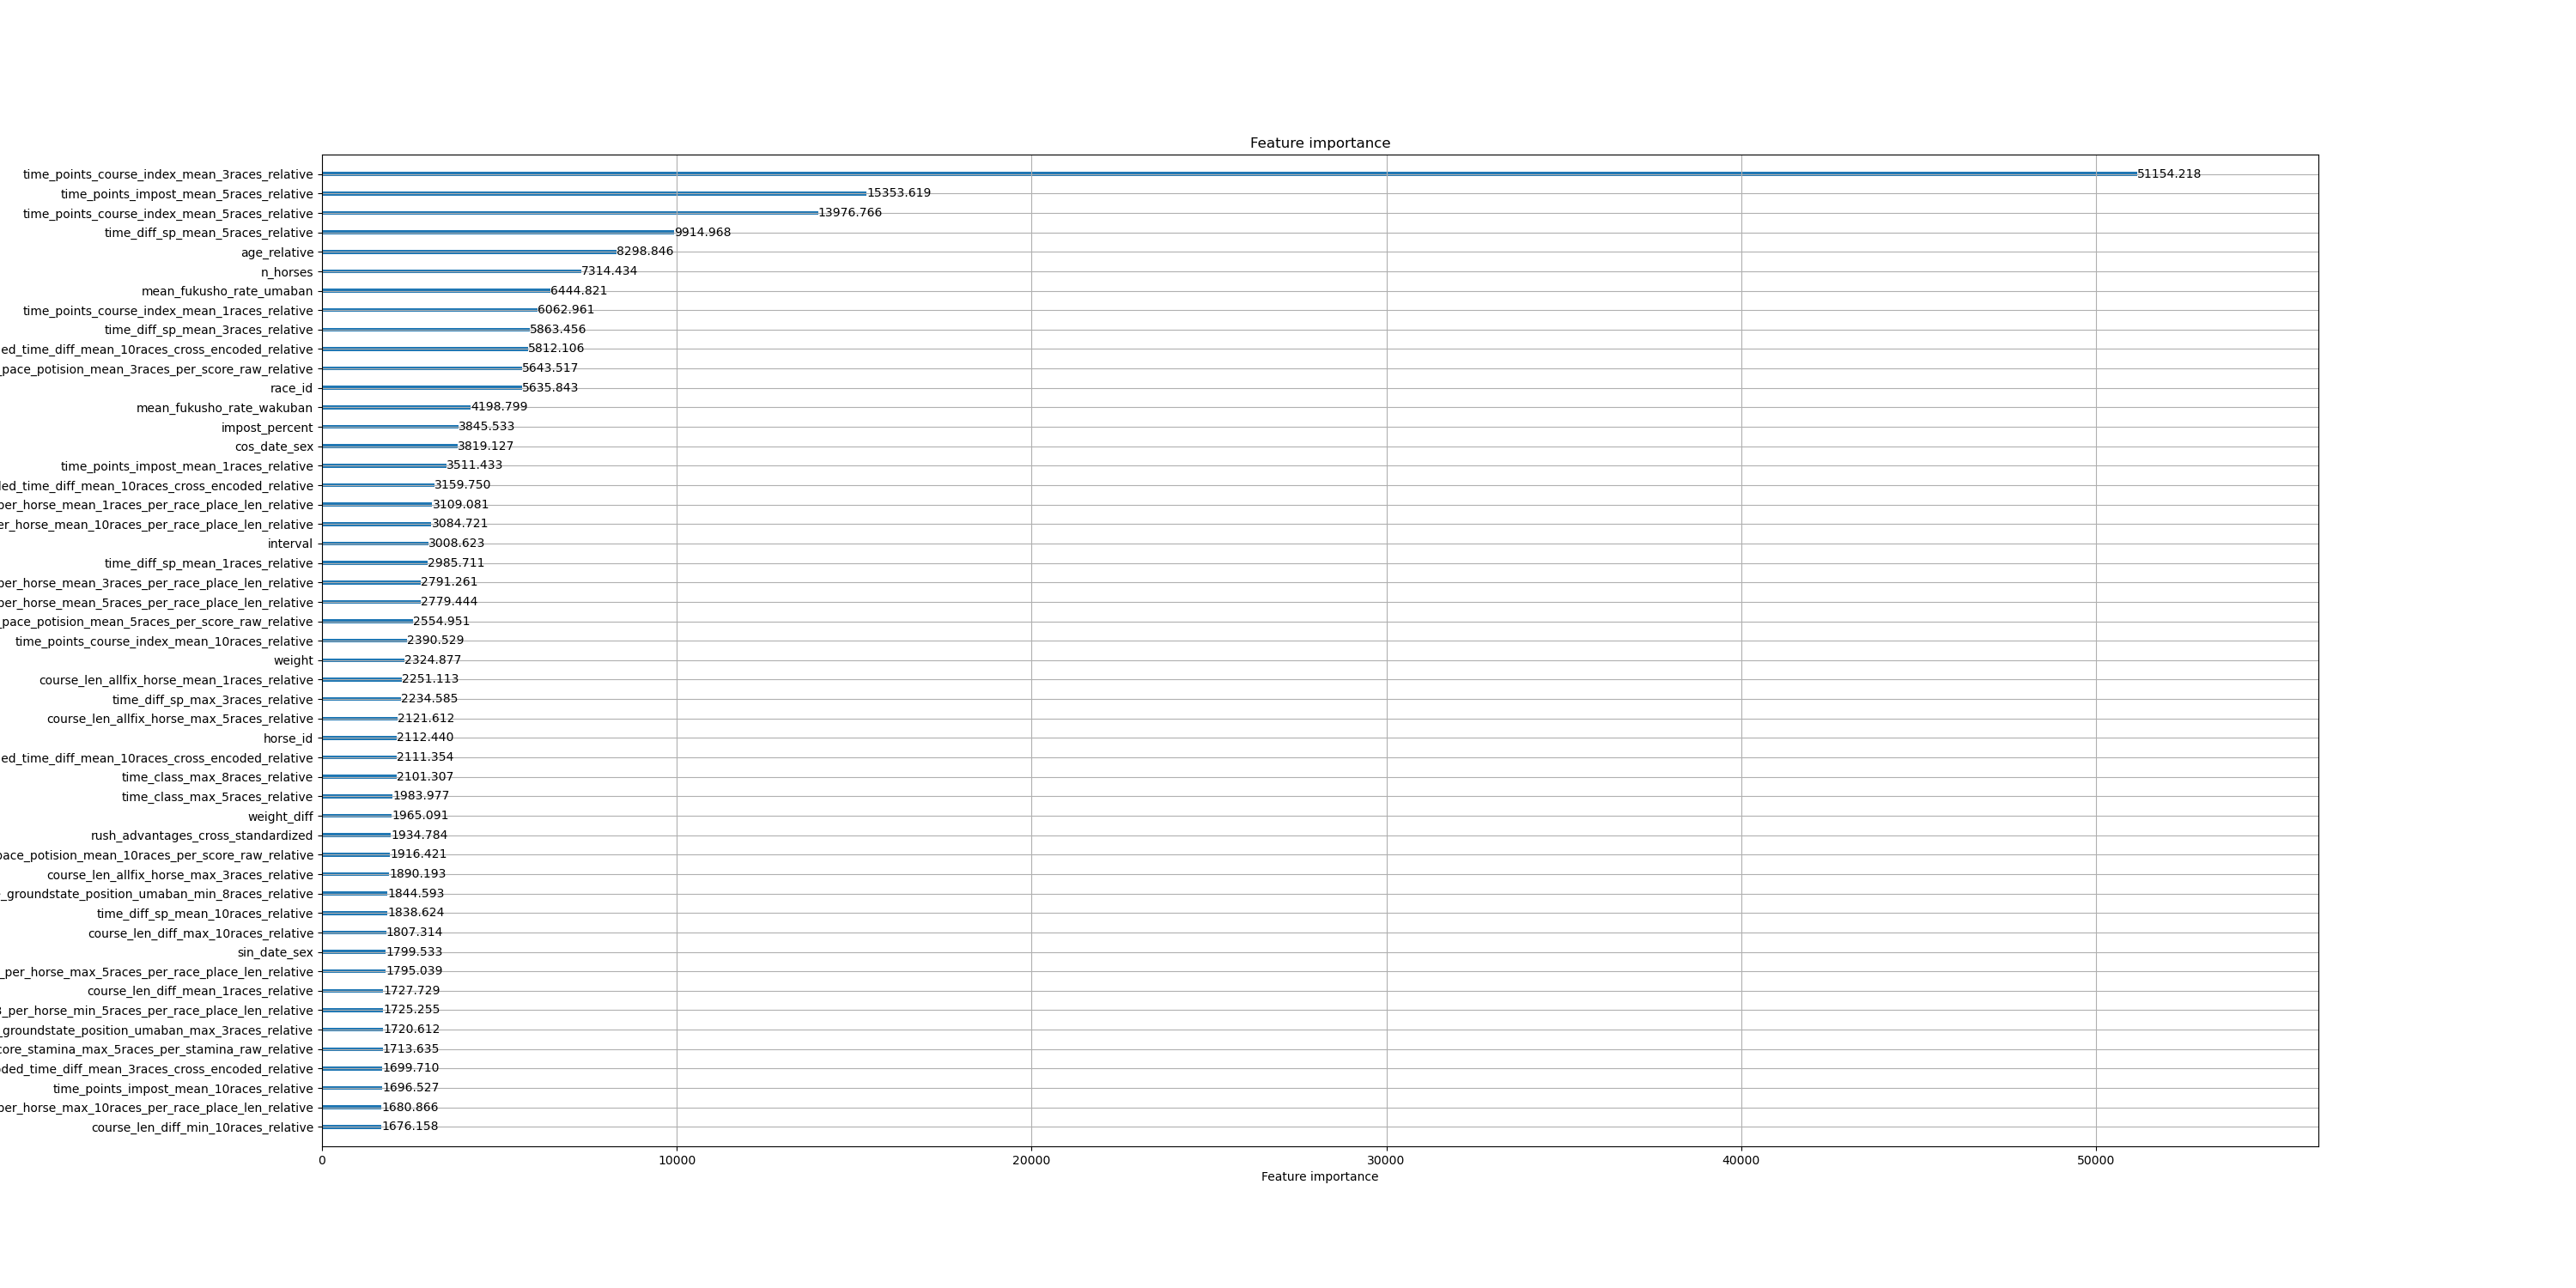 Feature importance
time_points_course_index_mean_3races_relative 51154.218
time_points_impost_mean_5races_relative 15353.619
time_points_course_index_mean_5races_relative 13976.766
time_diff_sp_mean_5races_relative 9914.968
age_relative 8298.846
n_horses 7314.434
mean_fukusho_rate_umaban 6444.821
time_points_course_index_mean_1races_relative 6062.961
time_diff_sp_mean_3races_relative 5863.456
ed_time_diff_mean_10races_cross_encoded_relative 5812.106
_pace_potision_mean_3races_per_score_raw_relative 5643.517
race_id 5635.843
mean_fukusho_rate_wakuban 4198.799
impost_percent 3845.533
cos_date_sex 3819.127
time_points_impost_mean_1races_relative 3511.433
led_time_diff_mean_10races_cross_encoded_relative 3159.750
per_horse_mean_1races_per_race_place_len_relative 3109.081
er_horse_mean_10races_per_race_place_len_relative 3084.721
interval 3008.623
time_diff_sp_mean_1races_relative 2985.711
per_horse_mean_3races_per_race_place_len_relative 2791.261
per_horse_mean_5races_per_race_place_len_relative 2779.444
_pace_potision_mean_5races_per_score_raw_relative 2554.951
time_points_course_index_mean_10races_relative 2390.529
weight 2324.877
course_len_allfix_horse_mean_1races_relative 2251.113
time_diff_sp_max_3races_relative 2234.585
course_len_allfix_horse_max_5races_relative 2121.612
horse_id 2112.440
ed_time_diff_mean_10races_cross_encoded_relative 2111.354
time_class_max_8races_relative 2101.307
time_class_max_5races_relative 1983.977
weight_diff 1965.091
rush_advantages_cross_standardized 1934.784
pace_potision_mean_10races_per_score_raw_relative 1916.421
course_len_allfix_horse_max_3races_relative 1890.193
_groundstate_position_umaban_min_8races_relative 1844.593
time_diff_sp_mean_10races_relative 1838.624
course_len_diff_max_10races_relative 1807.314
sin_date_sex 1799.533
_per_horse_max_5races_per_race_place_len_relative 1795.039
course_len_diff_mean_1races_relative 1727.729
3_per_horse_min_5races_per_race_place_len_relative 1725.255
_groundstate_position_umaban_max_3races_relative 1720.612
core_stamina_max_5races_per_stamina_raw_relative 1713.635
ded_time_diff_mean_3races_cross_encoded_relative 1699.710
time_points_impost_mean_10races_relative 1696.527
per_horse_max_10races_per_race_place_len_relative 1680.866
course_len_diff_min_10races_relative 1676.158
0 10000 20000 30000 40000 50000
Feature importance